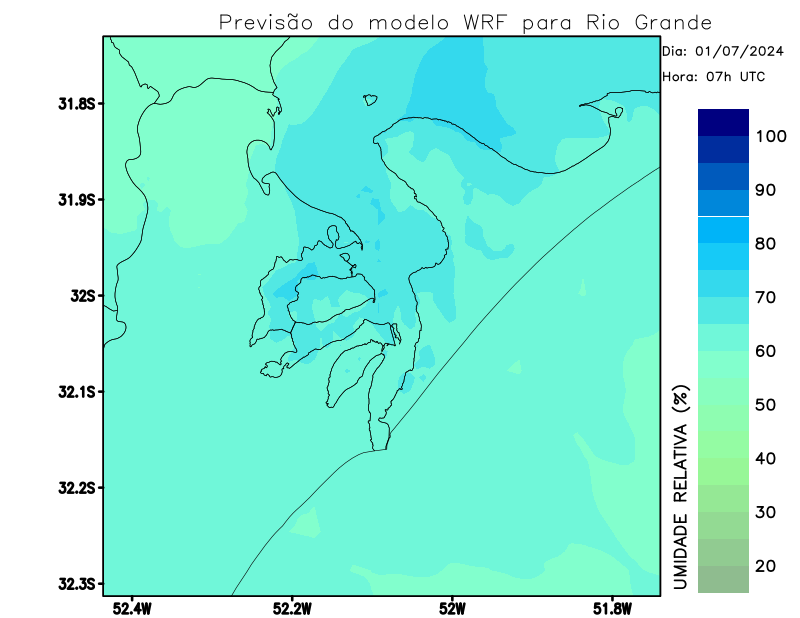 Previsão do modelo WRF para Rio Grande
Dia: 01/07/2024
Hora: 07h UTC
31.8S
31.9S
32S
32.1S
32.2S
32.3S
52.4W
52.2W
52W
51.8W
100
90
80
70
60
50
40
30
20
UMIDADE RELATIVA (%)